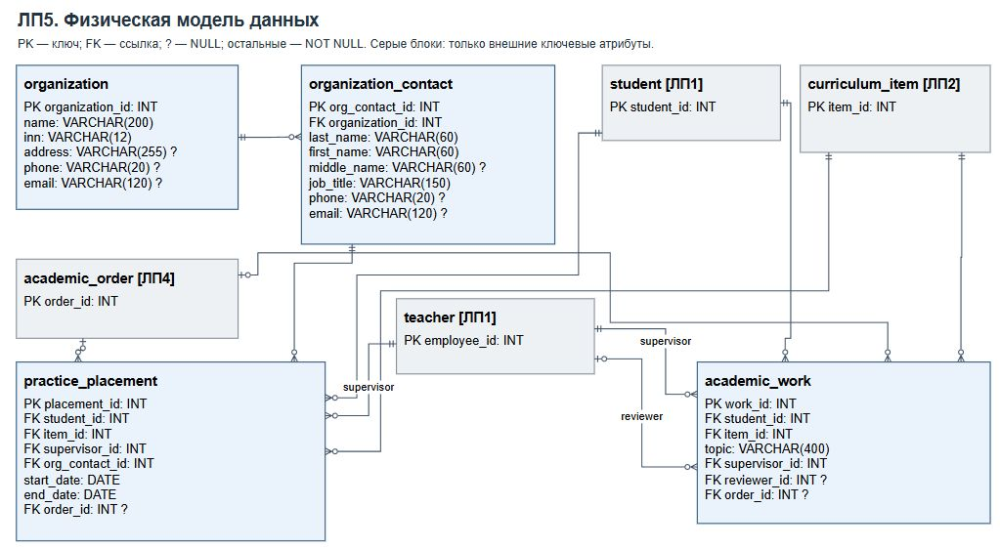 ЛП5. Физическая модель данных
PK — ключ; FK — ссылка; ? — NULL; остальные — NOT NULL. Серые блоки: только внешние ключевые атрибуты.
organization
PK organization_id: INT
name: VARCHAR(200)
inn: VARCHAR(12)
address: VARCHAR(255) ?
phone: VARCHAR(20) ?
email: VARCHAR(120) ?
organization_contact
PK org_contact_id: INT
FK organization_id: INT
last_name: VARCHAR(60)
first_name: VARCHAR(60)
middle_name: VARCHAR(60) ?
job_title: VARCHAR(150)
phone: VARCHAR(20) ?
email: VARCHAR(120) ?
student [ЛП1]
PK student_id: INT
curriculum_item [ЛП2]
PK item_id: INT
academic_order [ЛП4]
PK order_id: INT
teacher [ЛП1]
PK employee_id: INT
supervisor
supervisor
reviewer
practice_placement
PK placement_id: INT
FK student_id: INT
FK item_id: INT
FK supervisor_id: INT
FK org_contact_id: INT
start_date: DATE
end_date: DATE
FK order_id: INT ?
academic_work
PK work_id: INT
FK student_id: INT
FK item_id: INT
topic: VARCHAR(400)
FK supervisor_id: INT
FK reviewer_id: INT ?
FK order_id: INT ?